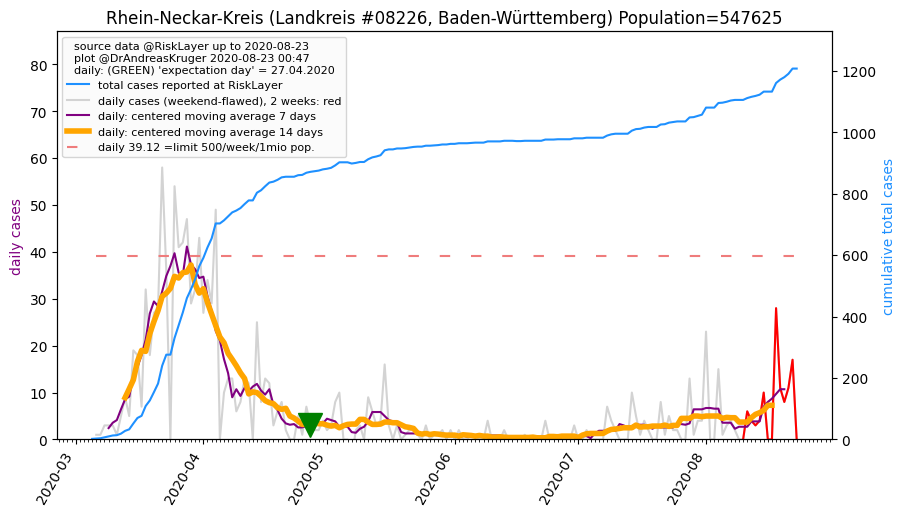 Rhein-Neckar-Kreis (Landkreis #08226, Baden-Württemberg) Population=547625
source data @RiskLayer up to 2020-08-23
plot @DrAndreasKruger 2020-08-23 00:47
daily: (GREEN) 'expectation day' = 27.04.2020
total cases reported at RiskLayer
daily cases (weekend-flawed), 2 weeks: red
daily: centered moving average 7 days
daily: centered moving average 14 days
daily 39.12 =limit 500/week/1mio pop.
daily cases
80
70
60
50
40
30
20
10
0
cumulative total cases
1200
1000
800
600
400
200
0
2020-03
2020-04
2020-05
2020-06
2020-07
2020-08